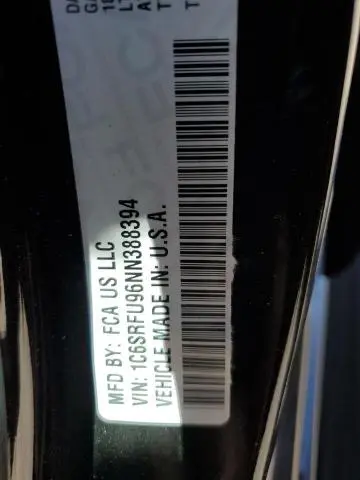 MFD BY: FCA US LLC
VIN: 1C6SRFU96NN388394
VEHICLE MADE IN: U.S.A.